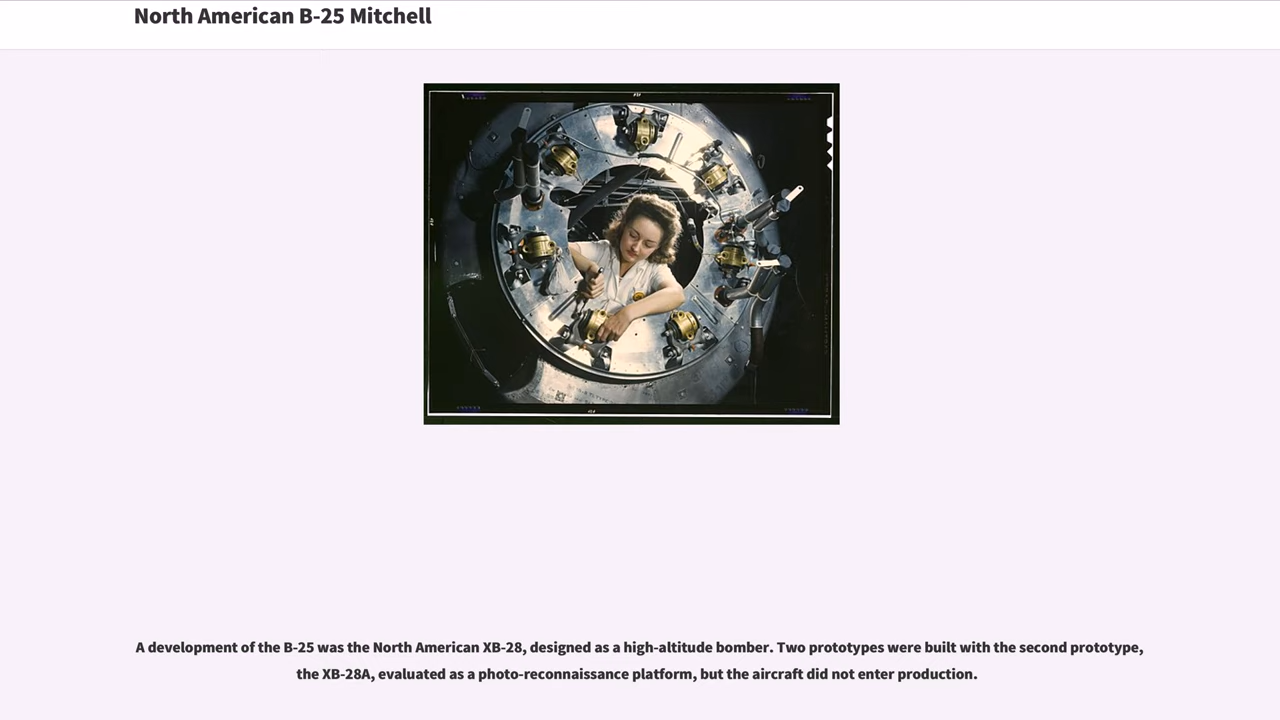 North American B-25 Mitchell
A development of the B-25 was the North American XB-28, designed as a high-altitude bomber. Two prototypes were built with the second prototype,
the XB-28A, evaluated as a photo-reconnaissance platform, but the aircraft did not enter production.